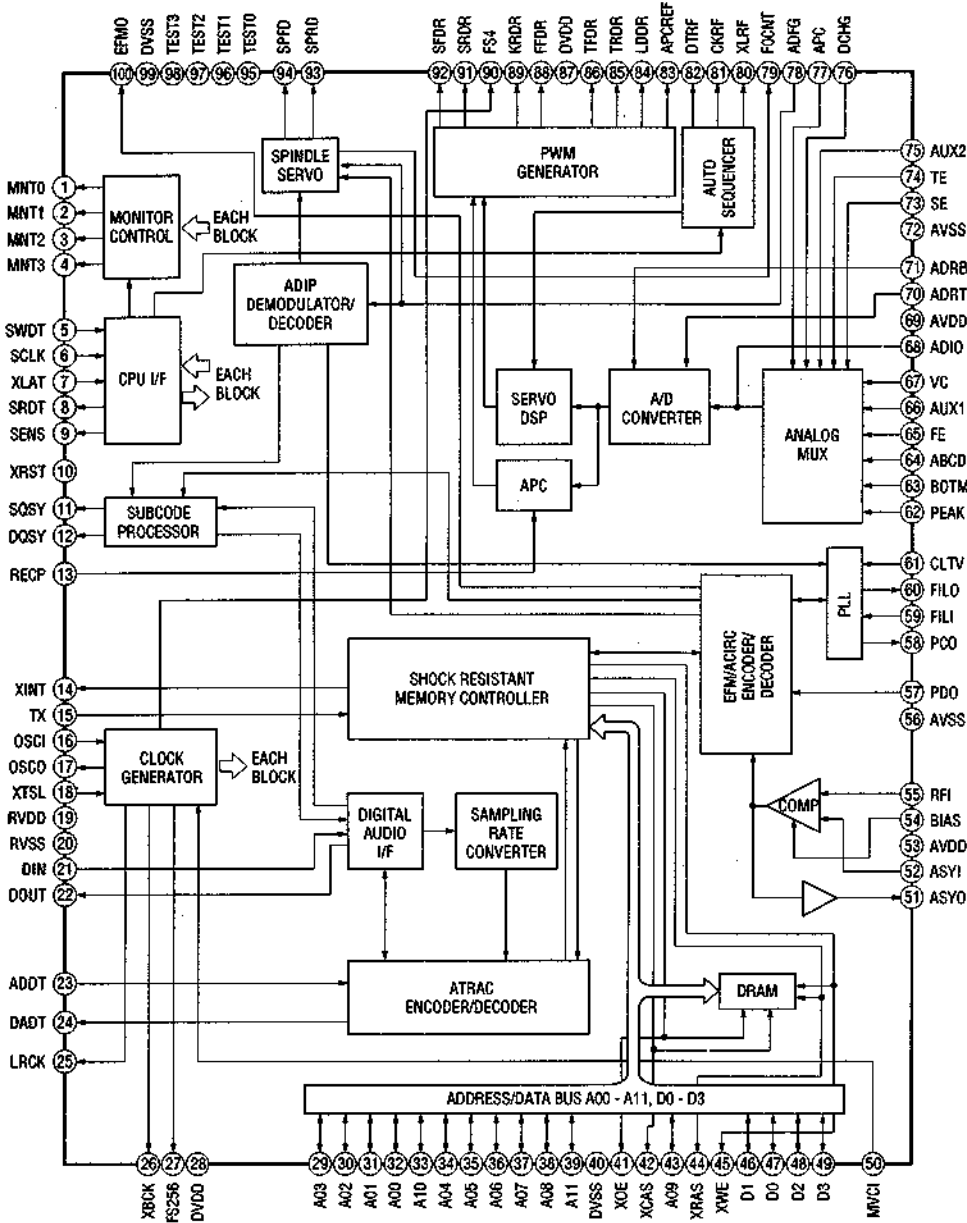 EFMO DVSS TEST3 TEST2 TEST1 TEST0 SPFD SPRD SFDR SRDR FS4 KRDR FFDR DVDD TFDR TRDR LDDR APCREF DTRF CKRF XLRF FOCNT ADFG APC DCHG
100 99 98 97 96 95 94 93 92 91 90 89 88 87 86 85 84 83 82 81 80 79 78 77 76
SPINDLE
SERVO
PWM
GENERATOR
AUTO
SEQUENCER
MNT0 1
MNT1 2
MNT2 3
MNT3 4
MONITOR
CONTROL
EACH
BLOCK
75 AUX2
74 TE
73 SE
72 AVSS
71 ADRB
70 ADRT
69 AVDD
68 ADIO
67 VC
66 AUX1
65 FE
64 ABCD
63 BOTM
62 PEAK
ADIP
DEMODULATOR/
DECODER
SWDT 5
SCLK 6
XLAT 7
SRDT 8
SENS 9
CPU I/F
EACH
BLOCK
SERVO
DSP
A/D
CONVERTER
ANALOG
MUX
APC
XRST 10
SQSY 11
DQSY 12
RECP 13
SUBCODE
PROCESSOR
61 CLTV
60 FILO
59 FILI
58 PCO
PLL
57 PDO
56 AVSS
EFM/ACIRC
ENCODER/
DECODER
SHOCK RESISTANT
MEMORY CONTROLLER
XINT 14
TX 15
OSCI 16
OSCO 17
XTSL 18
RVDD 19
RVSS 20
DIN 21
DOUT 22
CLOCK
GENERATOR
EACH
BLOCK
DIGITAL
AUDIO
I/F
SAMPLING
RATE
CONVERTER
COMP
55 RFI
54 BIAS
53 AVDD
52 ASYI
51 ASYO
ADDT 23
DADT 24
LRCK 25
ATRAC
ENCODER/DECODER
DRAM
ADDRESS/DATA BUS A00 - A11, D0 - D3
26 27 28 29 30 31 32 33 34 35 36 37 38 39 40 41 42 43 44 45 46 47 48 49 50
XBCK FS256 DVDD A03 A02 A01 A00 A10 A04 A05 A06 A07 A08 A11 DVSS XOE XCAS A09 XRAS XWE D1 D0 D2 D3 MVCI